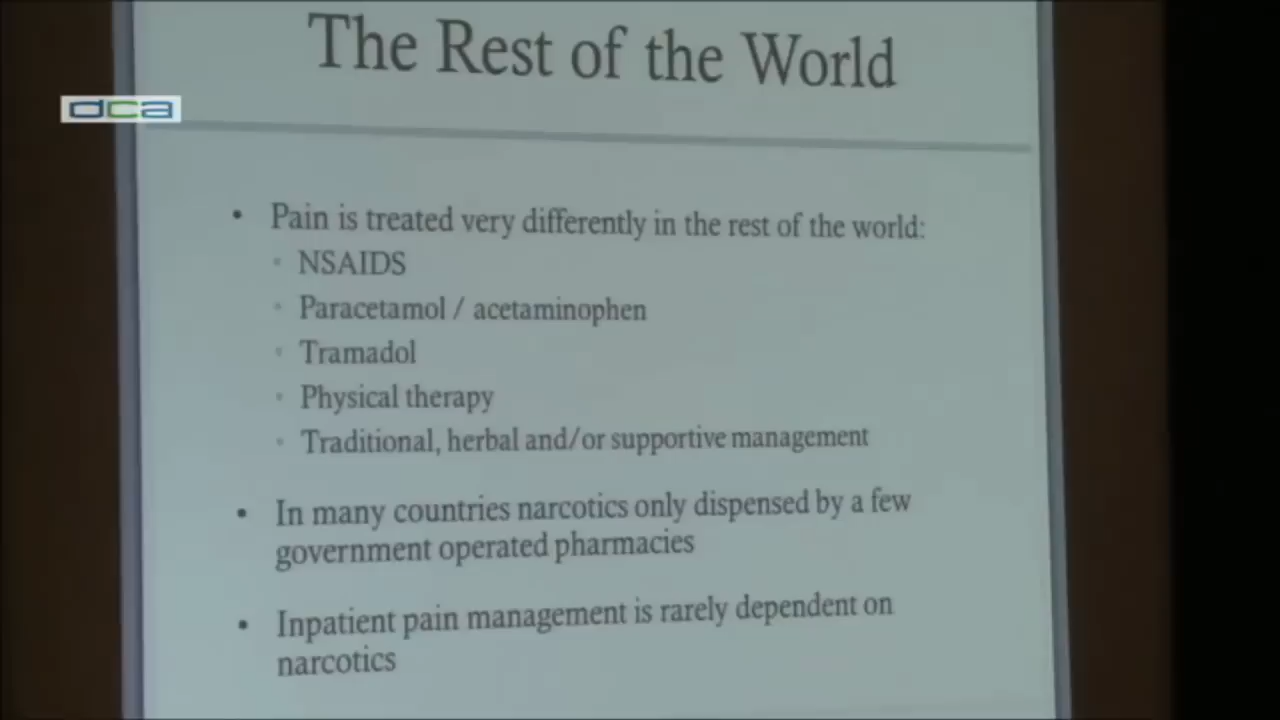 The Rest of the World
dca
• Pain is treated very differently in the rest of the world:
• NSAIDS
• Paracetamol / acetaminophen
• Tramadol
• Physical therapy
• Traditional, herbal and/or supportive management
• In many countries narcotics only dispensed by a few
government operated pharmacies
• Inpatient pain management is rarely dependent on
narcotics